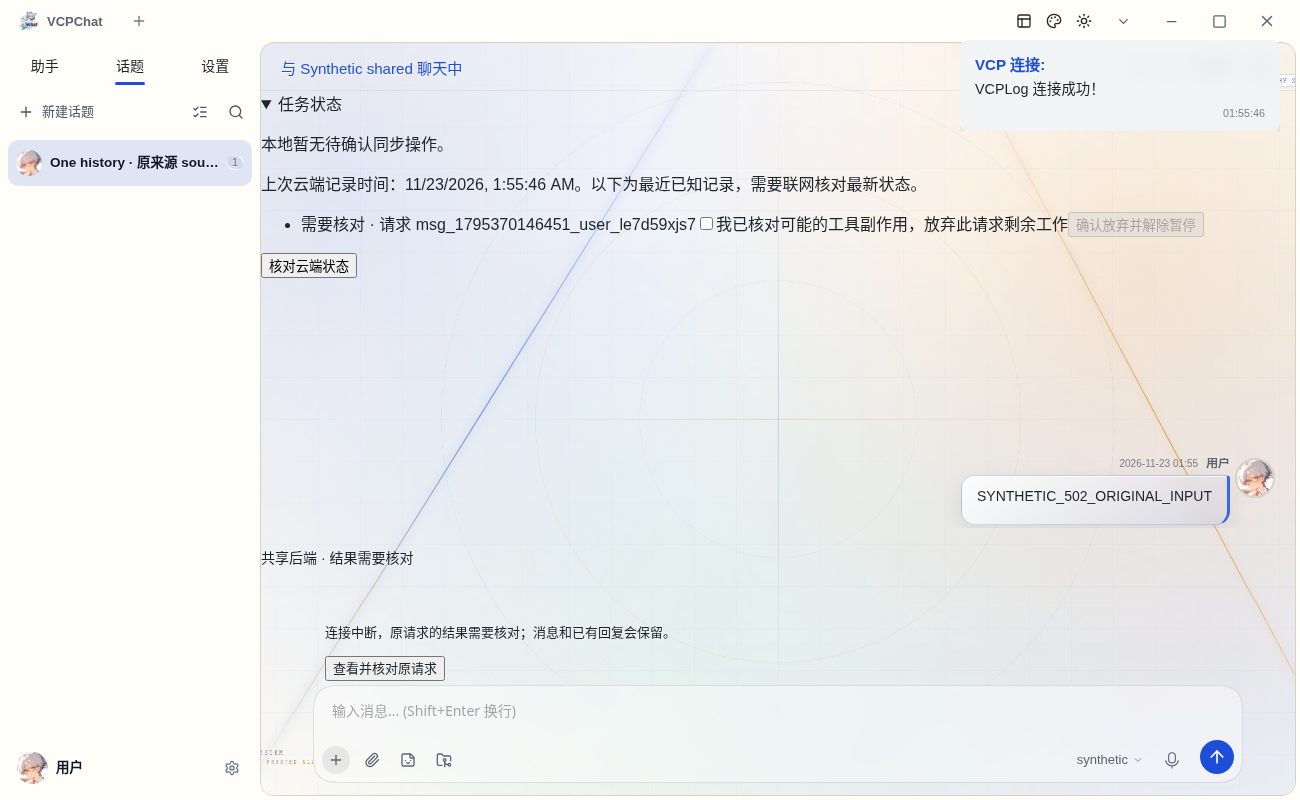 VCPChat
助手
话题
设置
新建话题
One history · 原来源 sou…
1
用户
与 Synthetic shared 聊天中
VCP 连接:
VCPLog 连接成功!
01:55:46
▼ 任务状态
本地暂无待确认同步操作。
上次云端记录时间：11/23/2026, 1:55:46 AM。以下为最近已知记录，需要联网核对最新状态。
• 需要核对 · 请求 msg_1795370146451_user_le7d59xjs7 我已核对可能的工具副作用，放弃此请求剩余工作 确认放弃并解除暂停
核对云端状态
2026-11-23 01:55 用户
SYNTHETIC_502_ORIGINAL_INPUT
共享后端 · 结果需要核对
连接中断，原请求的结果需要核对；消息和已有回复会保留。
查看并核对原请求
输入消息... (Shift+Enter 换行)
synthetic